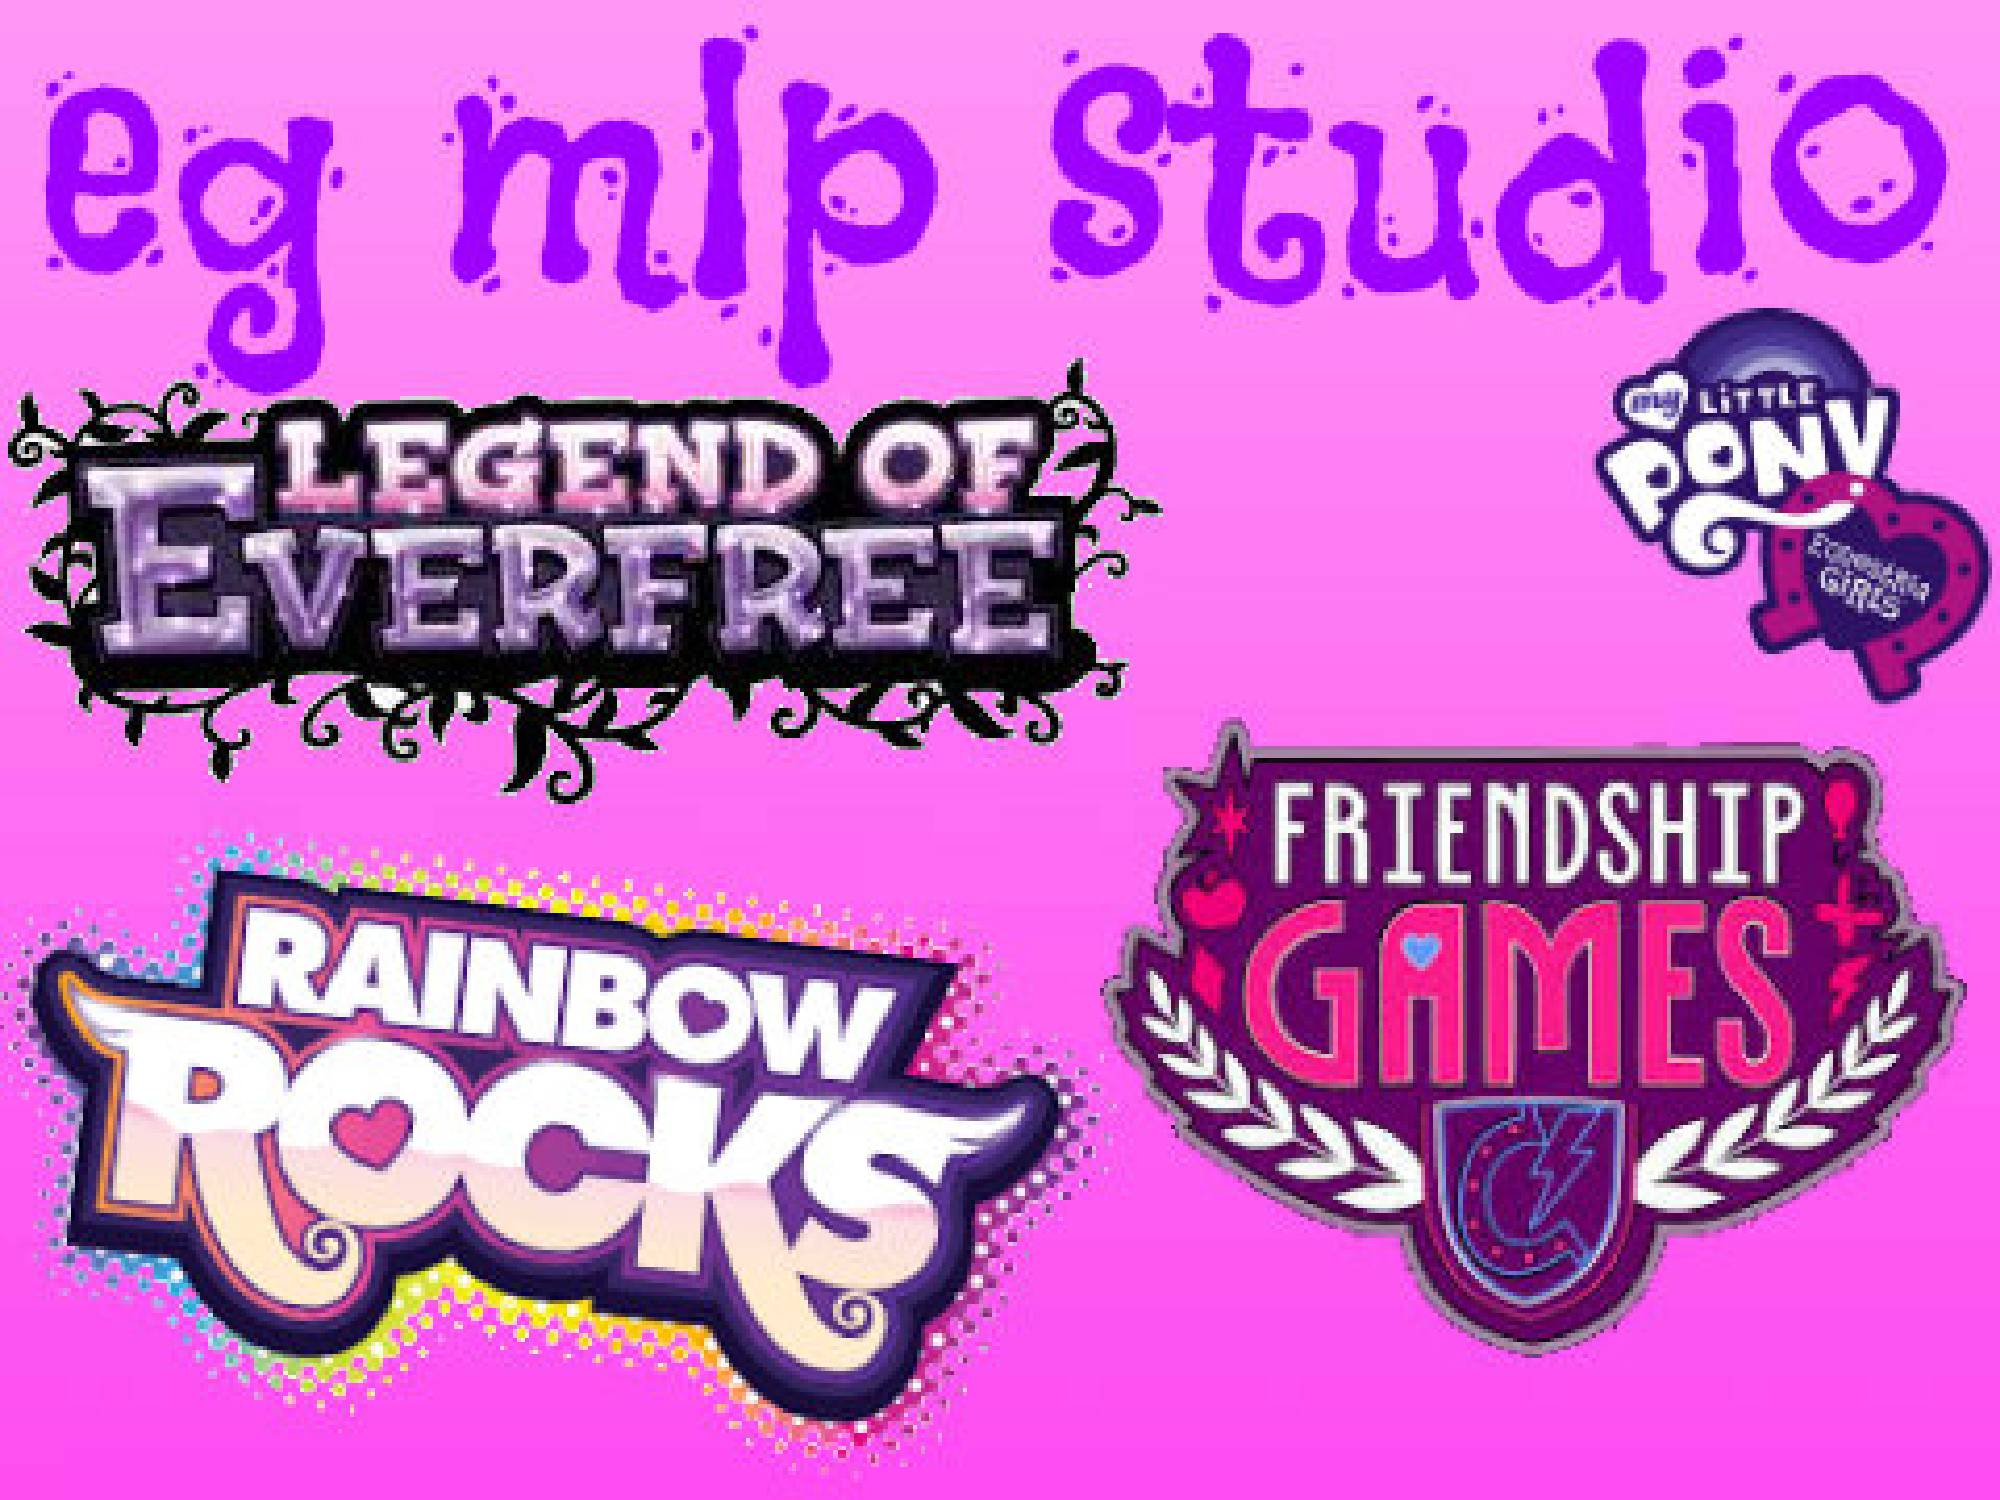 eg mlp studio
LEGEND OF
EVERFREE
my LiTTLE
PONY
EQUESTRIA
GiRLS
FRIENDSHIP
GAMES
RAINBOW
ROCKS